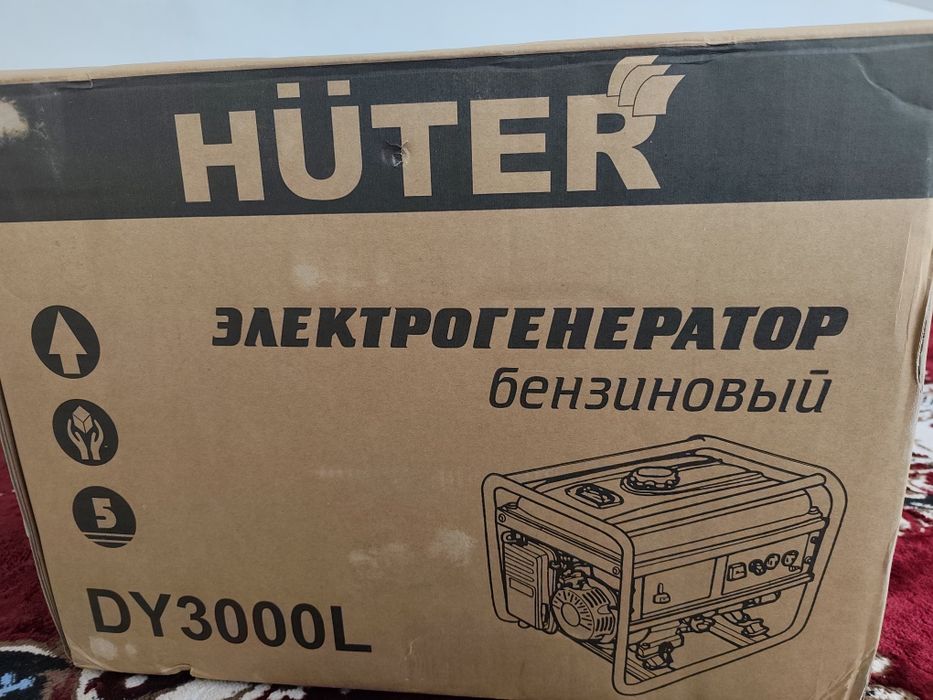 HÜTER
ЭЛЕКТРОГЕНЕРАТОР
бензиновый
5
DY3000L